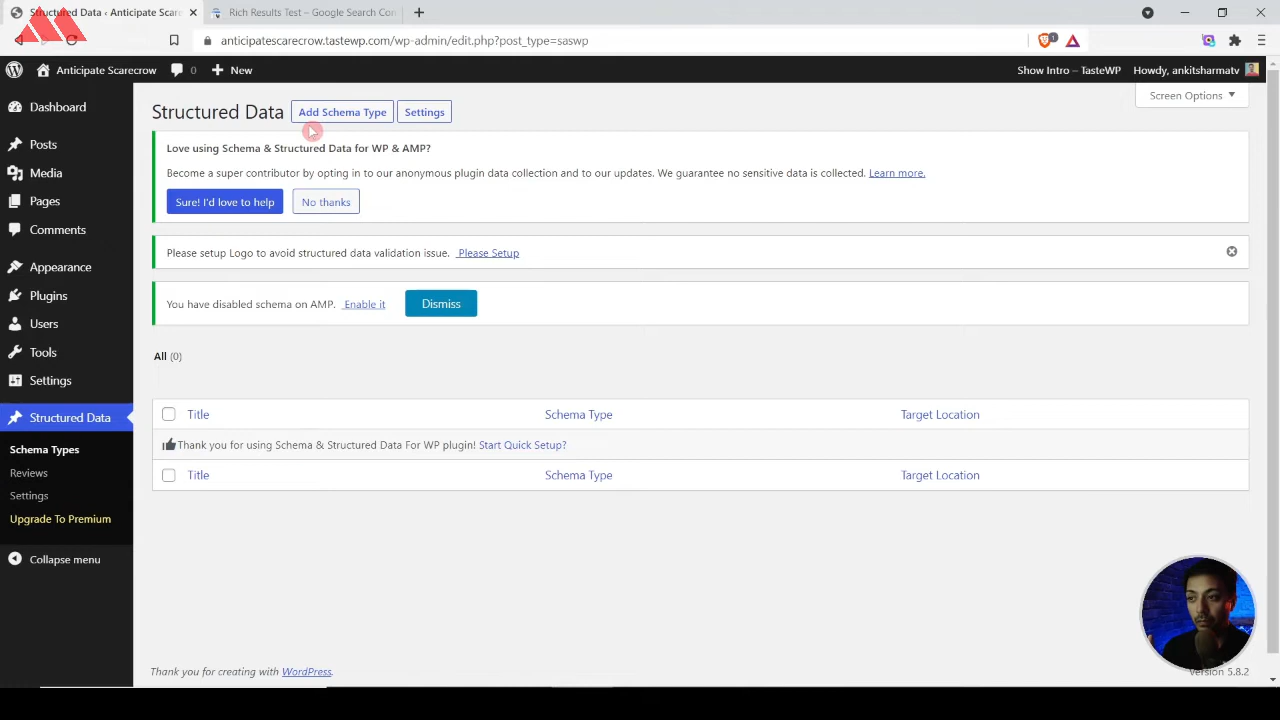 Structured Data ‹ Anticipate Scare
Rich Results Test – Google Search Con
anticipatescarecrow.tastewp.com/wp-admin/edit.php?post_type=saswp
1
Anticipate Scarecrow
0
New
Show Intro – TasteWP
Howdy, ankitsharmatv
Screen Options
Dashboard
Posts
Media
Pages
Comments
Appearance
Plugins
Users
Tools
Settings
Structured Data
Schema Types
Reviews
Settings
Upgrade To Premium
Collapse menu
Structured Data
Add Schema Type
Settings
Love using Schema & Structured Data for WP & AMP?
Become a super contributor by opting in to our anonymous plugin data collection and to our updates. We guarantee no sensitive data is collected. Learn more.
Sure! I'd love to help
No thanks
Please setup Logo to avoid structured data validation issue. Please Setup
You have disabled schema on AMP. Enable it
Dismiss
All (0)
Title Schema Type Target Location
Thank you for using Schema & Structured Data For WP plugin! Start Quick Setup?
Title Schema Type Target Location
Thank you for creating with WordPress.
Version 5.8.2